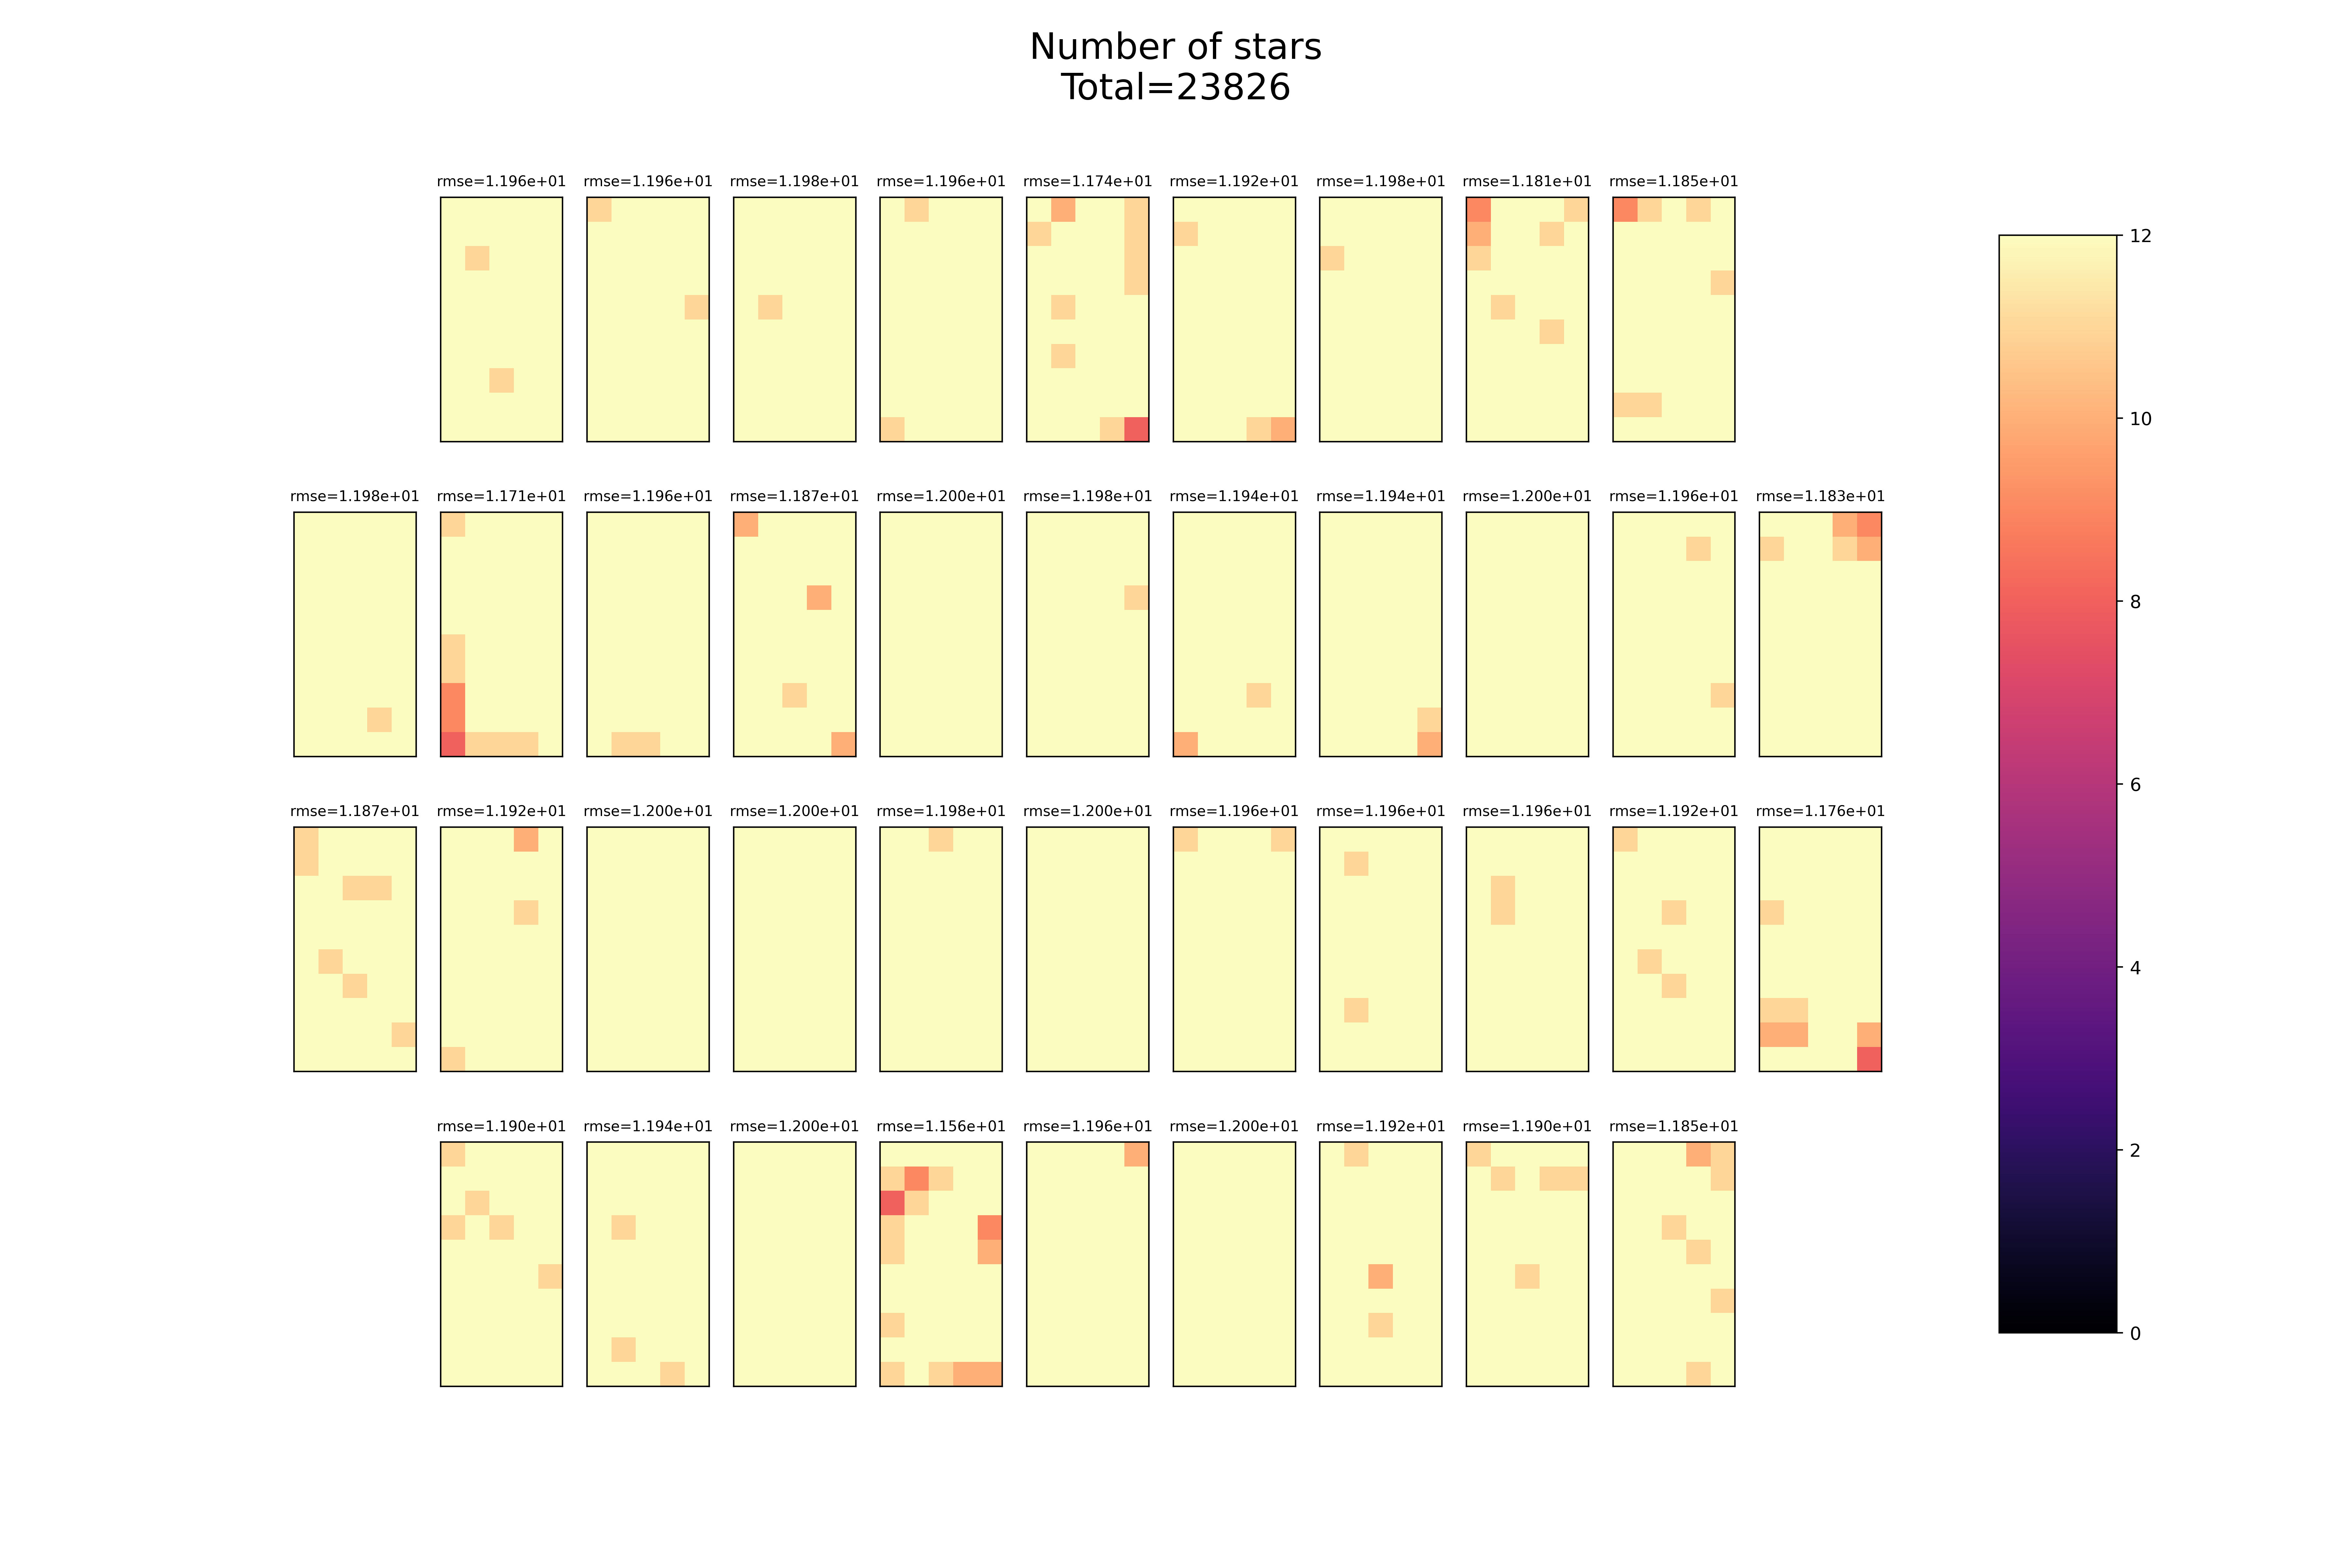 Number of stars
Total=23826
rmse=1.196e+01 rmse=1.196e+01 rmse=1.198e+01 rmse=1.196e+01 rmse=1.174e+01 rmse=1.192e+01 rmse=1.198e+01 rmse=1.181e+01 rmse=1.185e+01
rmse=1.198e+01 rmse=1.171e+01 rmse=1.196e+01 rmse=1.187e+01 rmse=1.200e+01 rmse=1.198e+01 rmse=1.194e+01 rmse=1.194e+01 rmse=1.200e+01 rmse=1.196e+01 rmse=1.183e+01
rmse=1.187e+01 rmse=1.192e+01 rmse=1.200e+01 rmse=1.200e+01 rmse=1.198e+01 rmse=1.200e+01 rmse=1.196e+01 rmse=1.196e+01 rmse=1.196e+01 rmse=1.192e+01 rmse=1.176e+01
rmse=1.190e+01 rmse=1.194e+01 rmse=1.200e+01 rmse=1.156e+01 rmse=1.196e+01 rmse=1.200e+01 rmse=1.192e+01 rmse=1.190e+01 rmse=1.185e+01
12
10
8
6
4
2
0